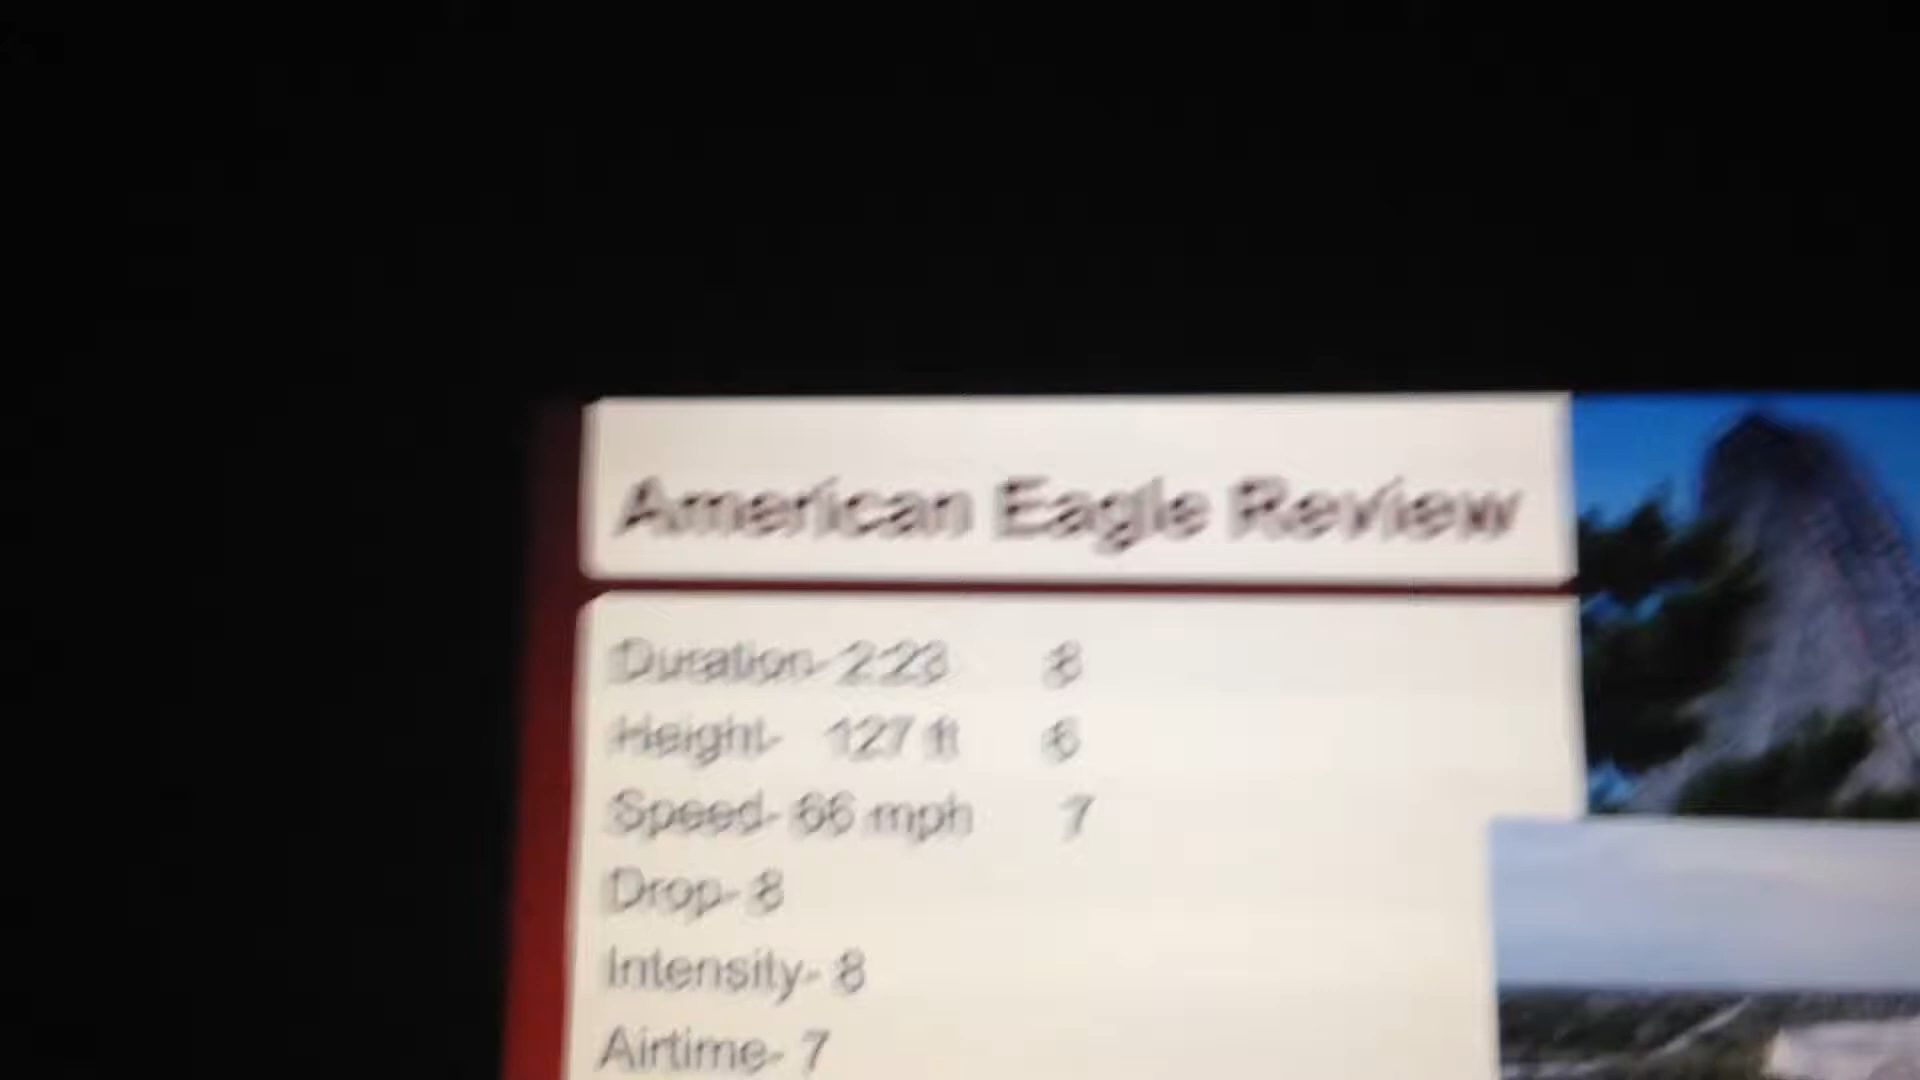 American Eagle Review
Duration- 2:23 8
Height- 127 ft 6
Speed- 66 mph 7
Drop- 8
Intensity- 8
Airtime- 7